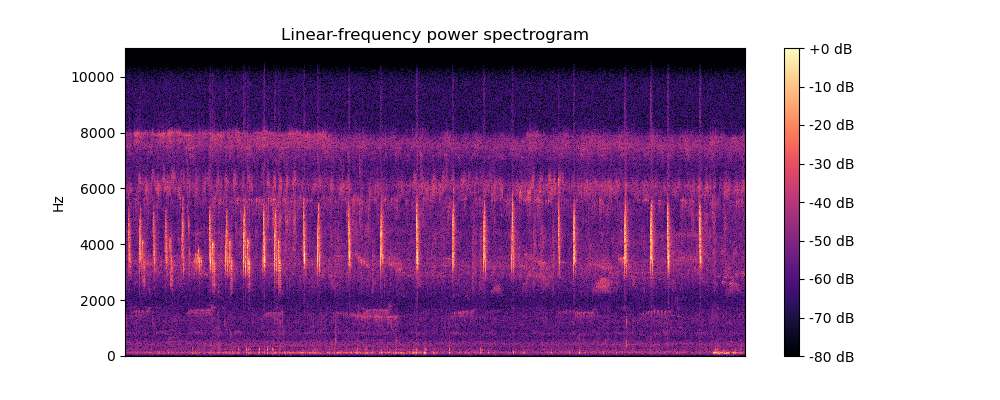 Linear-frequency power spectrogram
Hz
10000
8000
6000
4000
2000
0
+0 dB
-10 dB
-20 dB
-30 dB
-40 dB
-50 dB
-60 dB
-70 dB
-80 dB